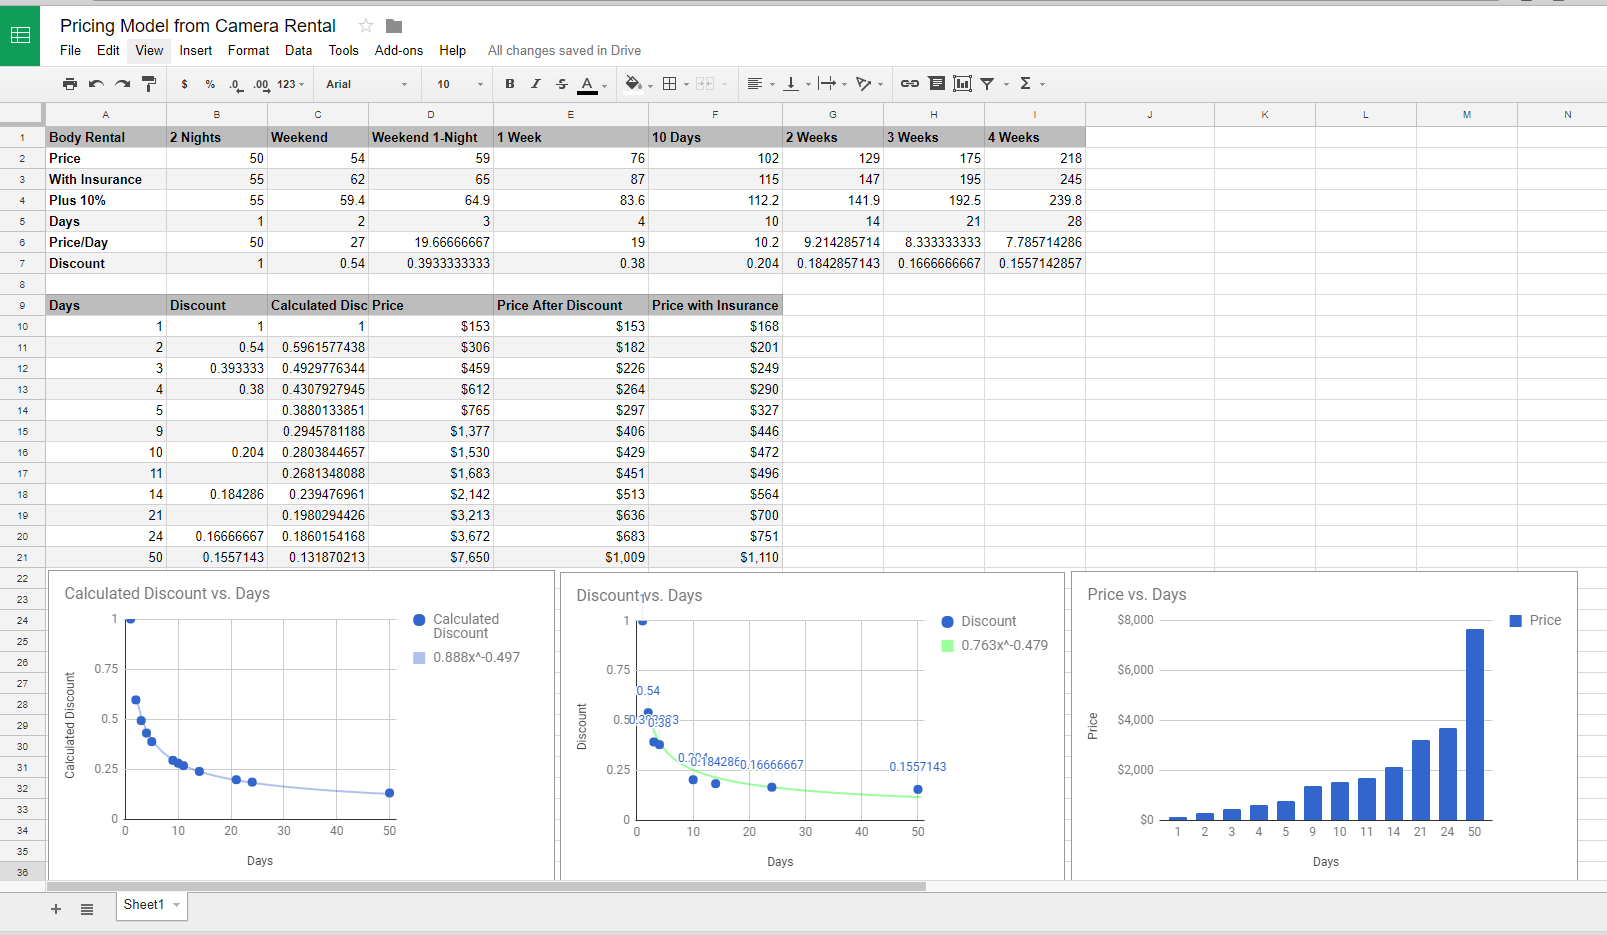 Pricing Model from Camera Rental
File Edit View Insert Format Data Tools Add-ons Help All changes saved in Drive
$ % .0 .00 123 Arial 10 B I S A Σ
A B C D E F G H I J K L M N
1 Body Rental 2 Nights Weekend Weekend 1-Night 1 Week 10 Days 2 Weeks 3 Weeks 4 Weeks
2 Price 50 54 59 76 102 129 175 218
3 With Insurance 55 62 65 87 115 147 195 245
4 Plus 10% 55 59.4 64.9 83.6 112.2 141.9 192.5 239.8
5 Days 1 2 3 4 10 14 21 28
6 Price/Day 50 27 19.66666667 19 10.2 9.214285714 8.333333333 7.785714286
7 Discount 1 0.54 0.3933333333 0.38 0.204 0.1842857143 0.1666666667 0.1557142857
8
9 Days Discount Calculated Disc Price Price After Discount Price with Insurance
10 1 1 1 $153 $153 $168
11 2 0.54 0.5961577438 $306 $182 $201
12 3 0.393333 0.4929776344 $459 $226 $249
13 4 0.38 0.4307927945 $612 $264 $290
14 5 0.3880133851 $765 $297 $327
15 9 0.2945781188 $1,377 $406 $446
16 10 0.204 0.2803844657 $1,530 $429 $472
17 11 0.2681348088 $1,683 $451 $496
18 14 0.184286 0.239476961 $2,142 $513 $564
19 21 0.1980294426 $3,213 $636 $700
20 24 0.16666667 0.1860154168 $3,672 $683 $751
21 50 0.1557143 0.131870213 $7,650 $1,009 $1,110
22
23
24
25
26
27
28
29
30
31
32
33
34
35
36
Calculated Discount vs. Days
Calculated
Discount
0.888x^-0.497
Calculated Discount
1
0.75
0.5
0.25
0
0 10 20 30 40 50
Days
Discount vs. Days
Discount
0.763x^-0.479
Discount
1
0.75
0.5
0.25
0
1
0.54
0.393333
0.38
0.204
0.184286
0.16666667
0.1557143
0 10 20 30 40 50
Days
Price vs. Days
Price
Price
$8,000
$6,000
$4,000
$2,000
$0
1 2 3 4 5 9 10 11 14 21 24 50
Days
+ Sheet1